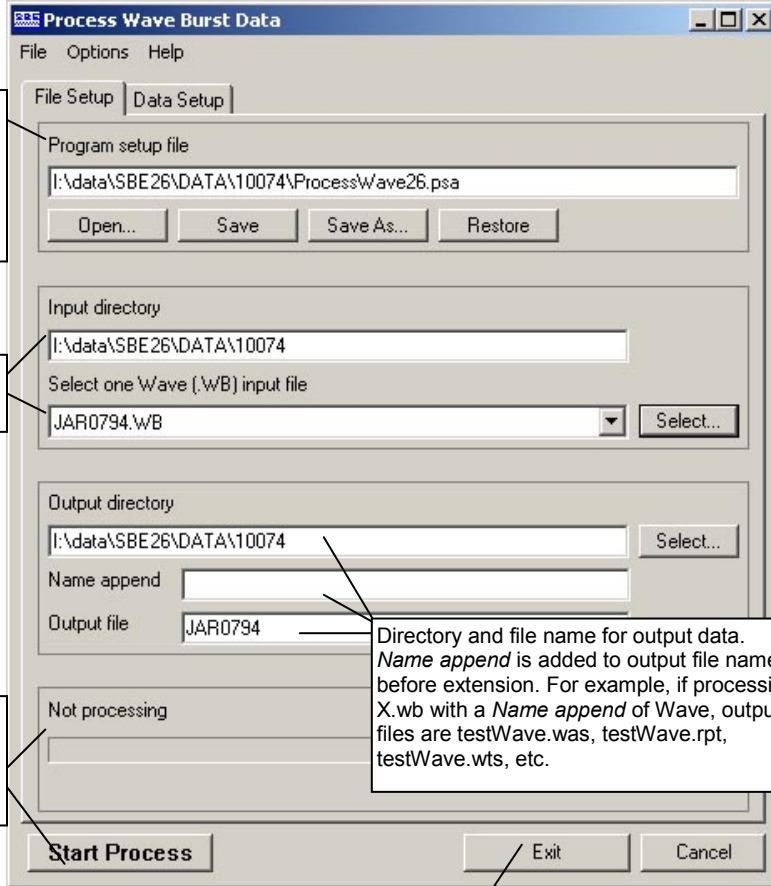 Process Wave Burst Data
File Options Help
File Setup Data Setup
Program setup file
I:\data\SBE26\DATA\10074\ProcessWave26.psa
Open... Save Save As... Restore
Input directory
I:\data\SBE26\DATA\10074
Select one Wave (.WB) input file
JAR0794.WB Select...
Output directory
I:\data\SBE26\DATA\10074 Select...
Name append
Output file JAR0794
Directory and file name for output data.
Name append is added to output file name
before extension. For example, if processi
X.wb with a Name append of Wave, outpu
files are testWave.was, testWave.rpt,
testWave.wts, etc.
Not processing
Start Process Exit Cancel